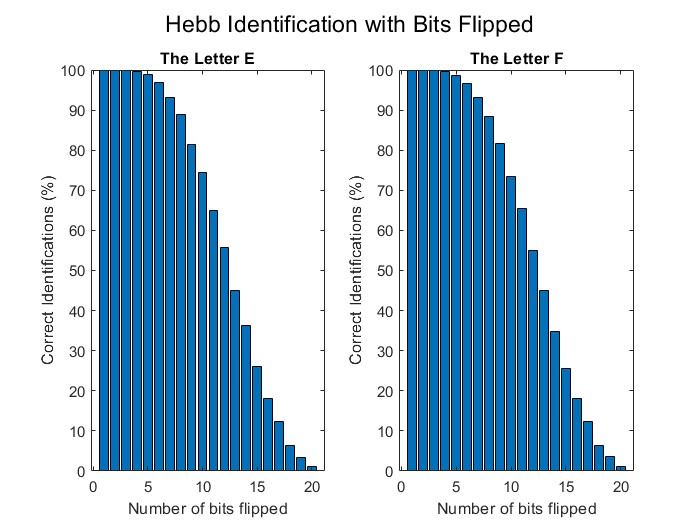 Hebb Identification with Bits Flipped
The Letter E
100
90
80
70
60
50
40
30
20
10
0
0 5 10 15 20
Correct Identifications (%)
Number of bits flipped
The Letter F
100
90
80
70
60
50
40
30
20
10
0
0 5 10 15 20
Correct Identifications (%)
Number of bits flipped